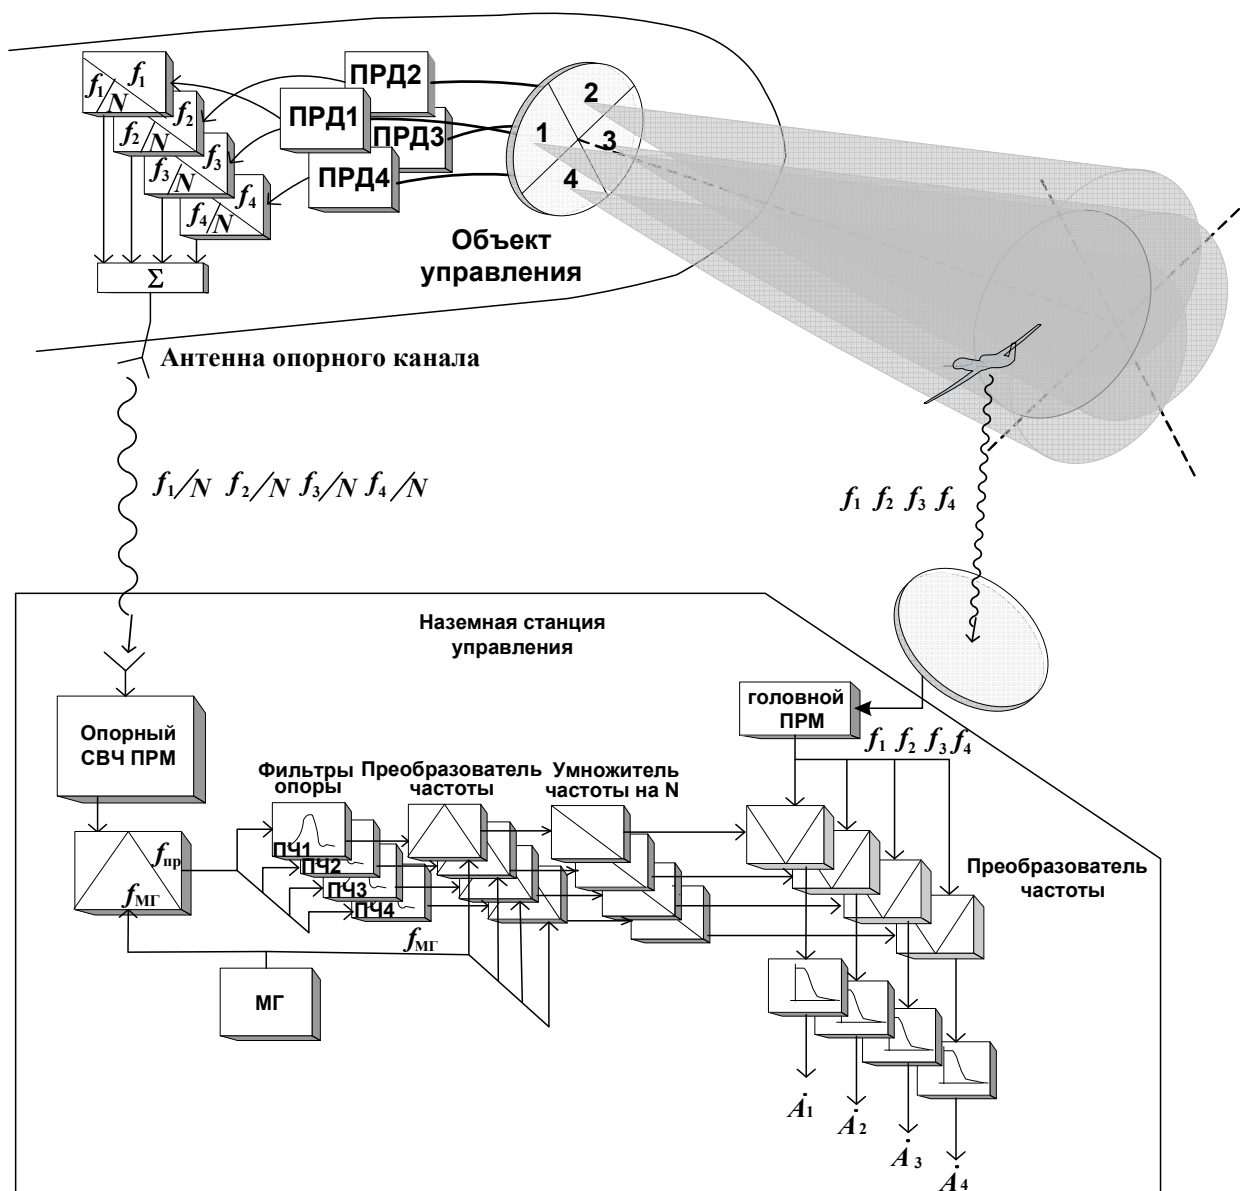 f1
f1/N
f2
f2/N
f3
f3/N
f4
f4/N
ПРД2
ПРД1
ПРД3
ПРД4
2
1
3
4
Объект
управления
Σ
Антенна опорного канала
f1/N f2/N f3/N f4/N
f1 f2 f3 f4
Наземная станция
управления
Опорный
СВЧ ПРМ
головной
ПРМ
f1 f2 f3 f4
Фильтры
опоры
Преобразователь
частоты
Умножитель
частоты на N
fпр
fМГ
ПЧ1
ПЧ2
ПЧ3
ПЧ4
Преобразователь
частоты
fМГ
МГ
Ȧ1
Ȧ2
Ȧ3
Ȧ4